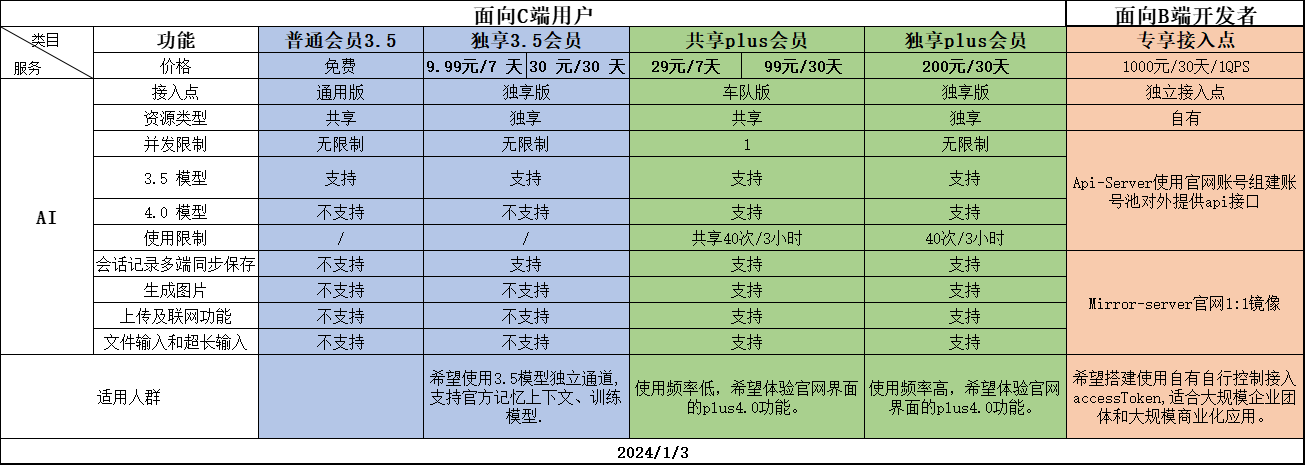 面向C端用户 面向B端开发者
类目 功能 普通会员3.5 独享3.5会员 共享plus会员 独享plus会员 专享接入点
服务 价格 免费 9.99元/7 天 30 元/30 天 29元/7天 99元/30天 200元/30天 1000元/30天/1QPS
接入点 通用版 独享版 车队版 独享版 独立接入点
资源类型 共享 独享 共享 独享 自有
并发限制 无限制 无限制 1 无限制
3.5 模型 支持 支持 支持 支持
Api-Server使用官网账号组建账
号池对外提供api接口
AI
4.0 模型 不支持 不支持 支持 支持
使用限制 / / 共享40次/3小时 40次/3小时
会话记录多端同步保存 不支持 支持 支持 支持
生成图片 不支持 不支持 支持 支持
Mirror-server官网1:1镜像
上传及联网功能 不支持 不支持 支持 支持
文件输入和超长输入 不支持 不支持 支持 支持
适用人群
希望使用3.5模型独立通道,
支持官方记忆上下文、训练
模型.
使用频率低，希望体验官网界面
的plus4.0功能。
使用频率高，希望体验官网
界面的plus4.0功能。
希望搭建使用自有自行控制接入
accessToken,适合大规模企业团
体和大规模商业化应用。
2024/1/3